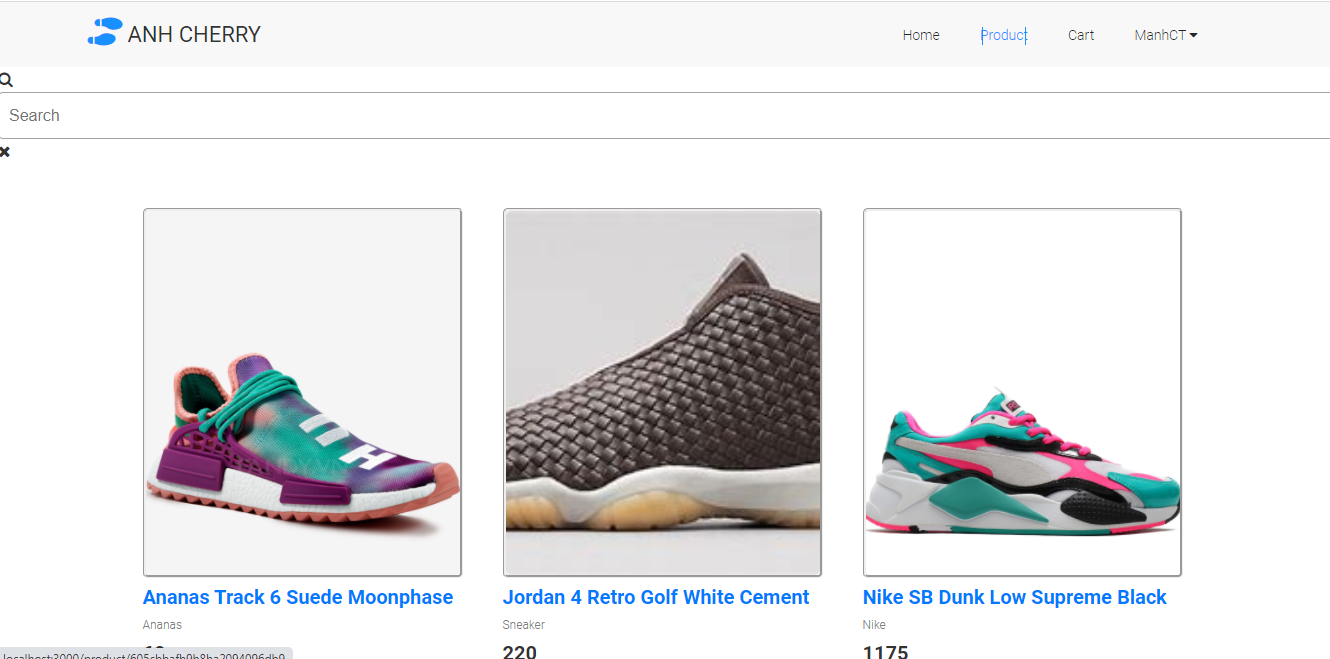 ANH CHERRY
Home Product Cart ManhCT
Search
H
Ananas Track 6 Suede Moonphase Jordan 4 Retro Golf White Cement Nike SB Dunk Low Supreme Black
Ananas Sneaker Nike
220 1175